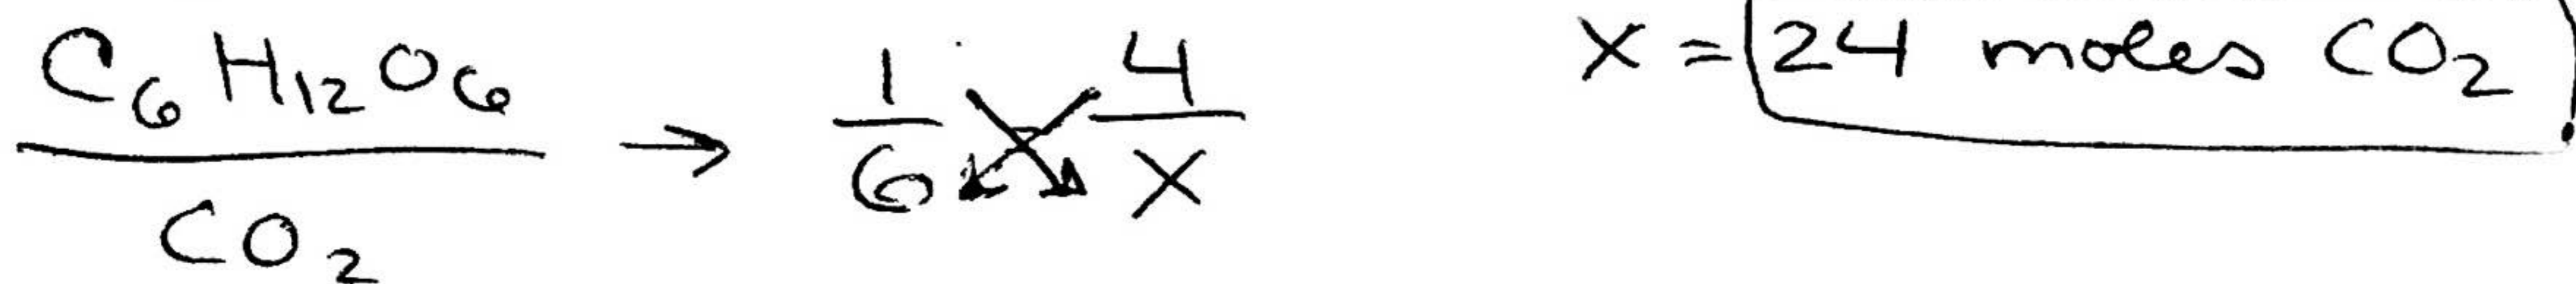 C6H12O6 / CO2 → 1/6 4/x
x = 24 moles CO2